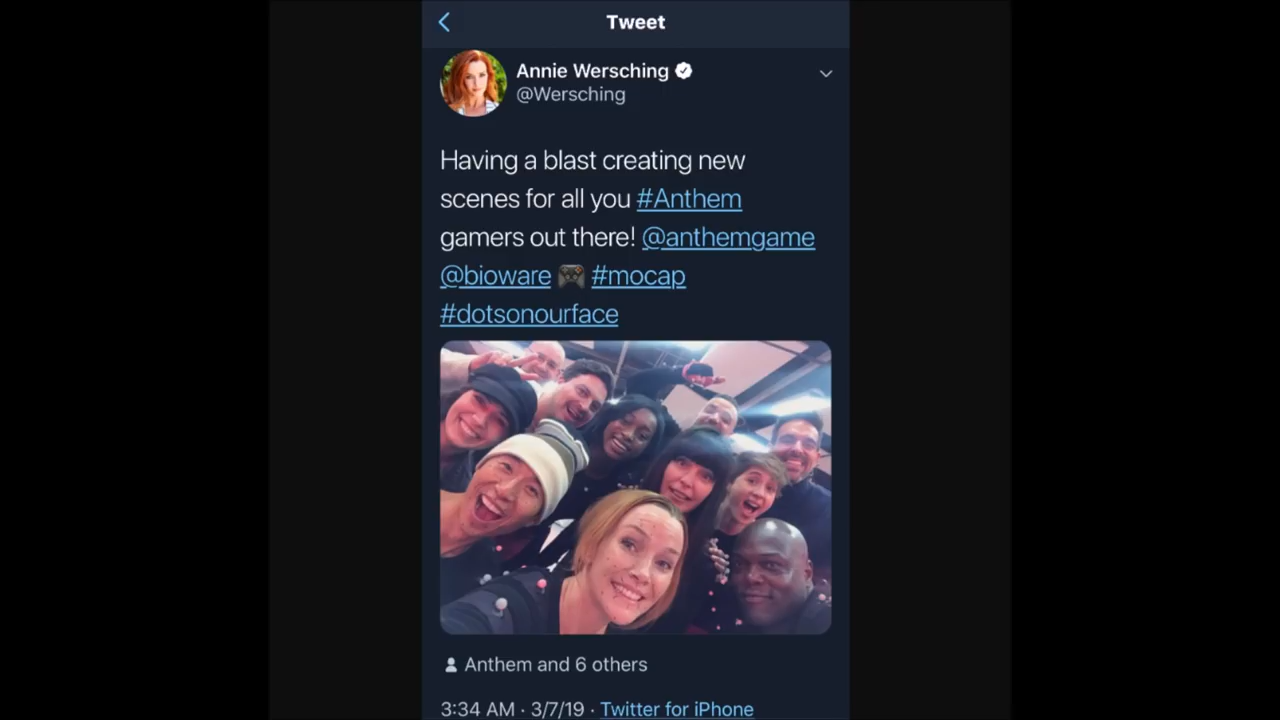 Tweet
Annie Wersching
@Wersching
Having a blast creating new
scenes for all you #Anthem
gamers out there! @anthemgame
@bioware 🎮 #mocap
#dotsonourface
Anthem and 6 others
3:34 AM · 3/7/19 · Twitter for iPhone